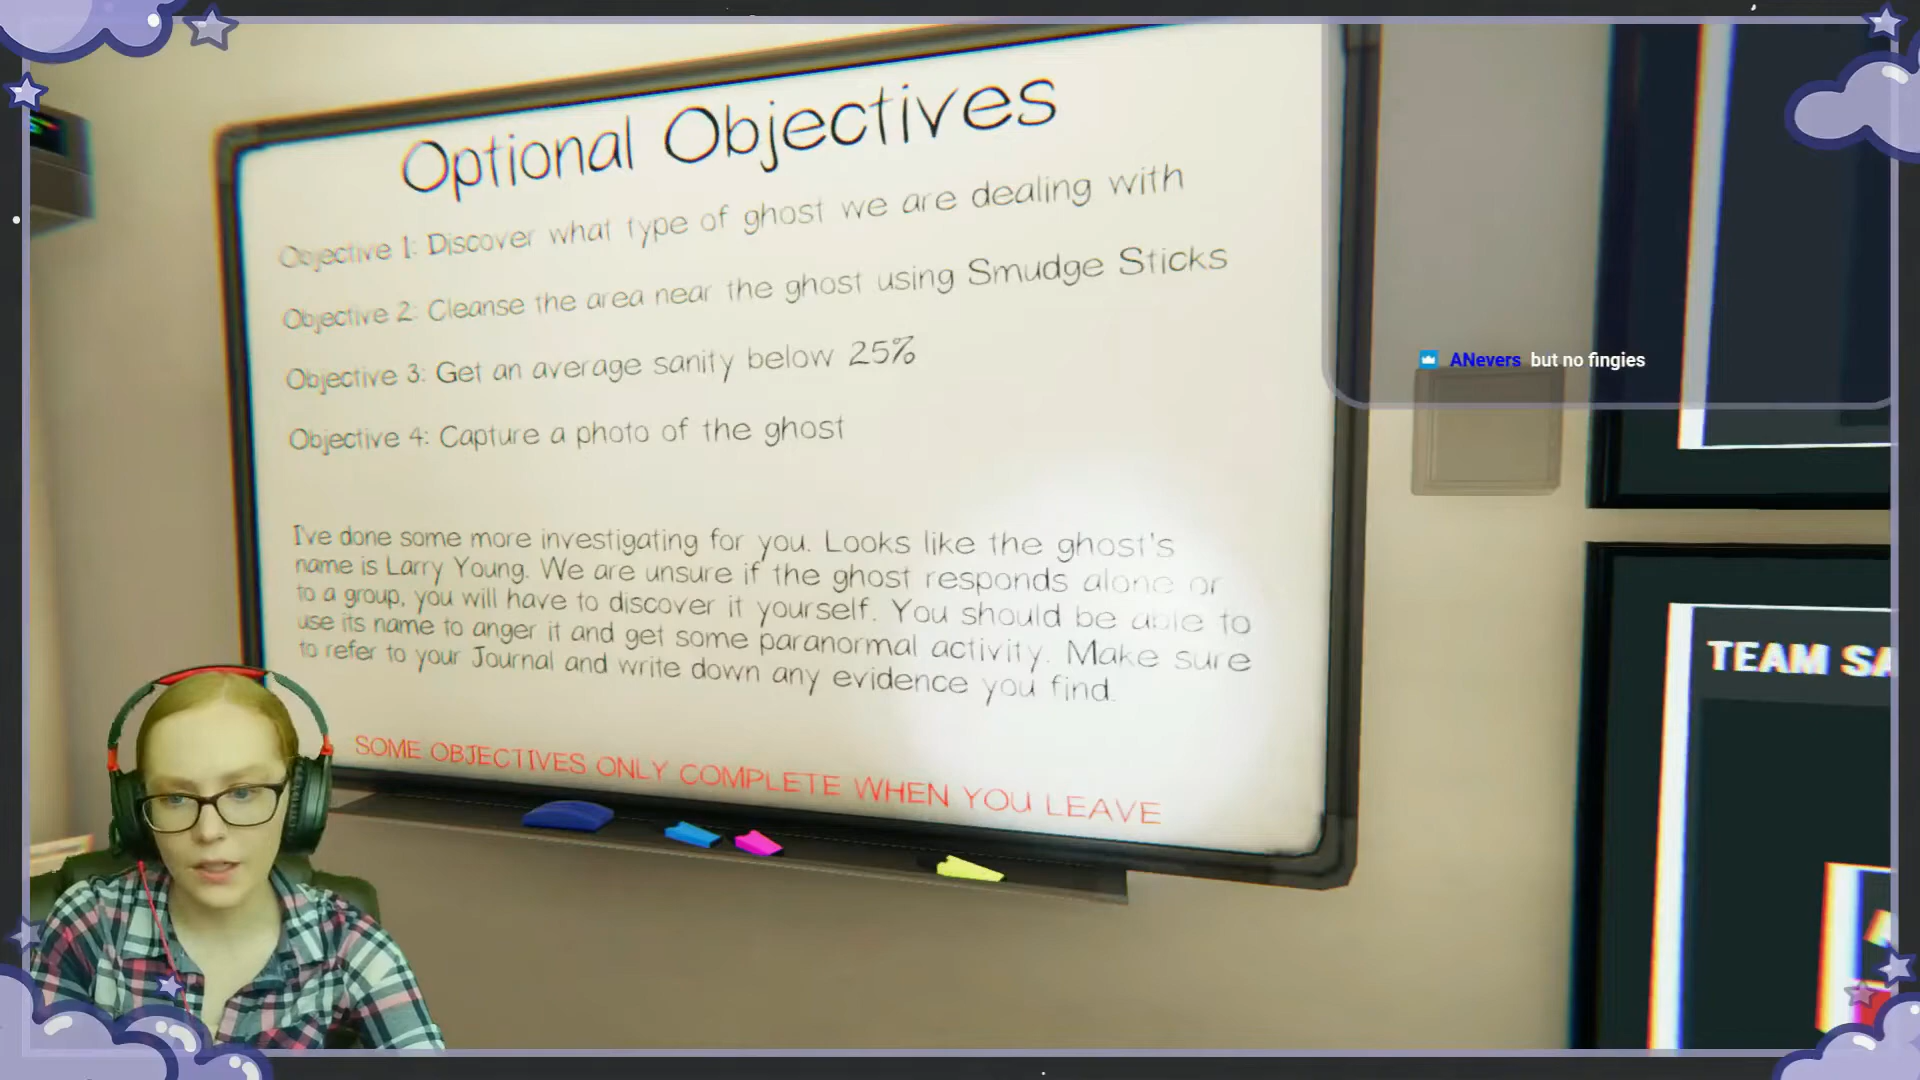 Optional Objectives
Objective 1: Discover what type of ghost we are dealing with
Objective 2: Cleanse the area near the ghost using Smudge Sticks
Objective 3: Get an average sanity below 25%
Objective 4: Capture a photo of the ghost
I've done some more investigating for you. Looks like the ghost's
name is Larry Young. We are unsure if the ghost responds alone or
to a group, you will have to discover it yourself. You should be able to
use its name to anger it and get some paranormal activity. Make sure
to refer to your Journal and write down any evidence you find.
SOME OBJECTIVES ONLY COMPLETE WHEN YOU LEAVE
ANevers but no fingies
TEAM SA